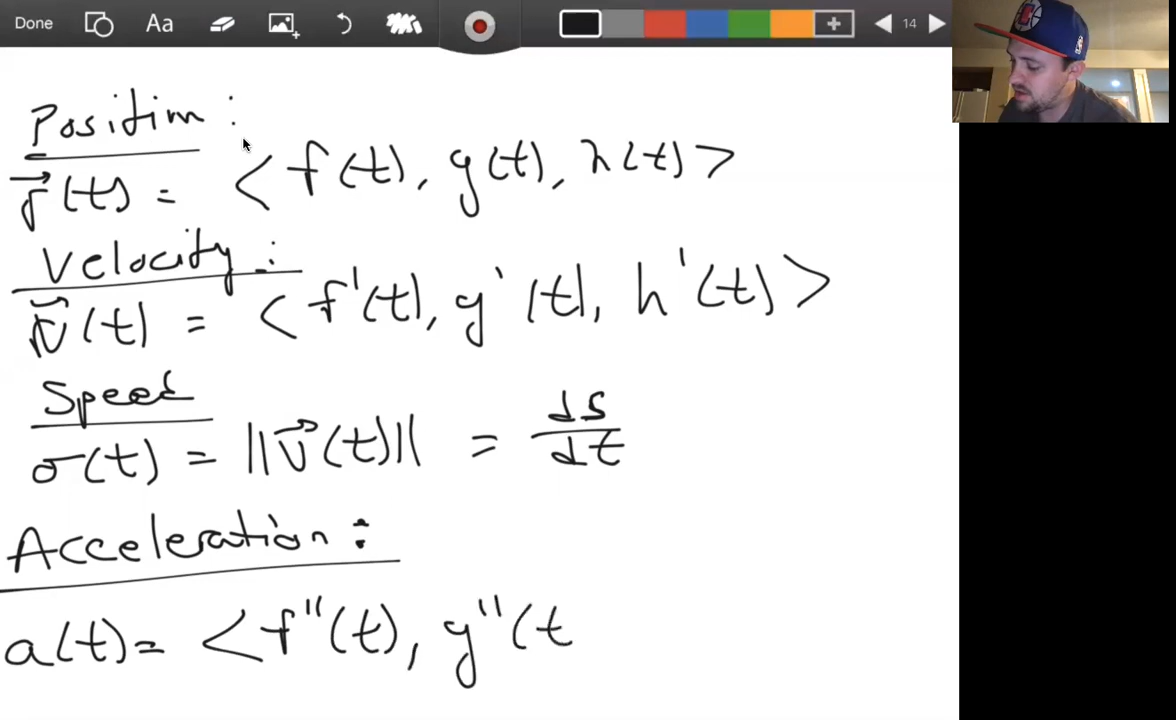 Done Aa 14
Position:
r⃗(t) = <f(t), g(t), h(t)>
Velocity:
v⃗(t) = <f'(t), g'(t), h'(t)>
Speed
σ(t) = ||v⃗(t)|| = ds/dt
Acceleration:
a(t) = <f''(t), g''(t